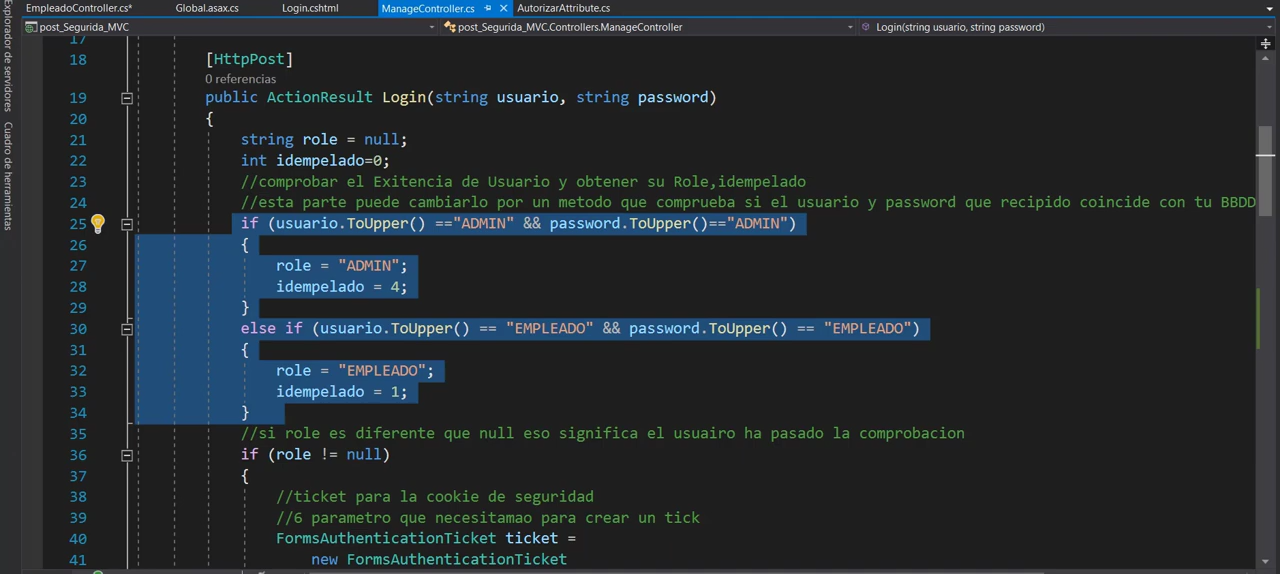 EmpleadoController.cs* Global.asax.cs Login.cshtml ManageController.cs AutorizarAttribute.cs
post_Segurida_MVC post_Segurida_MVC.Controllers.ManageController Login(string usuario, string password)
Explorador de servidores
Cuadro de herramientas
17
18 [HttpPost]
0 referencias
19 public ActionResult Login(string usuario, string password)
20 {
21 string role = null;
22 int idempelado=0;
23 //comprobar el Exitencia de Usuario y obtener su Role,idempelado
24 //esta parte puede cambiarlo por un metodo que comprueba si el usuario y password que recipido coincide con tu BBDD
25 if (usuario.ToUpper() =="ADMIN" && password.ToUpper()=="ADMIN")
26 {
27 role = "ADMIN";
28 idempelado = 4;
29 }
30 else if (usuario.ToUpper() == "EMPLEADO" && password.ToUpper() == "EMPLEADO")
31 {
32 role = "EMPLEADO";
33 idempelado = 1;
34 }
35 //si role es diferente que null eso significa el usuairo ha pasado la comprobacion
36 if (role != null)
37 {
38 //ticket para la cookie de seguridad
39 //6 parametro que necesitamao para crear un tick
40 FormsAuthenticationTicket ticket =
41 new FormsAuthenticationTicket